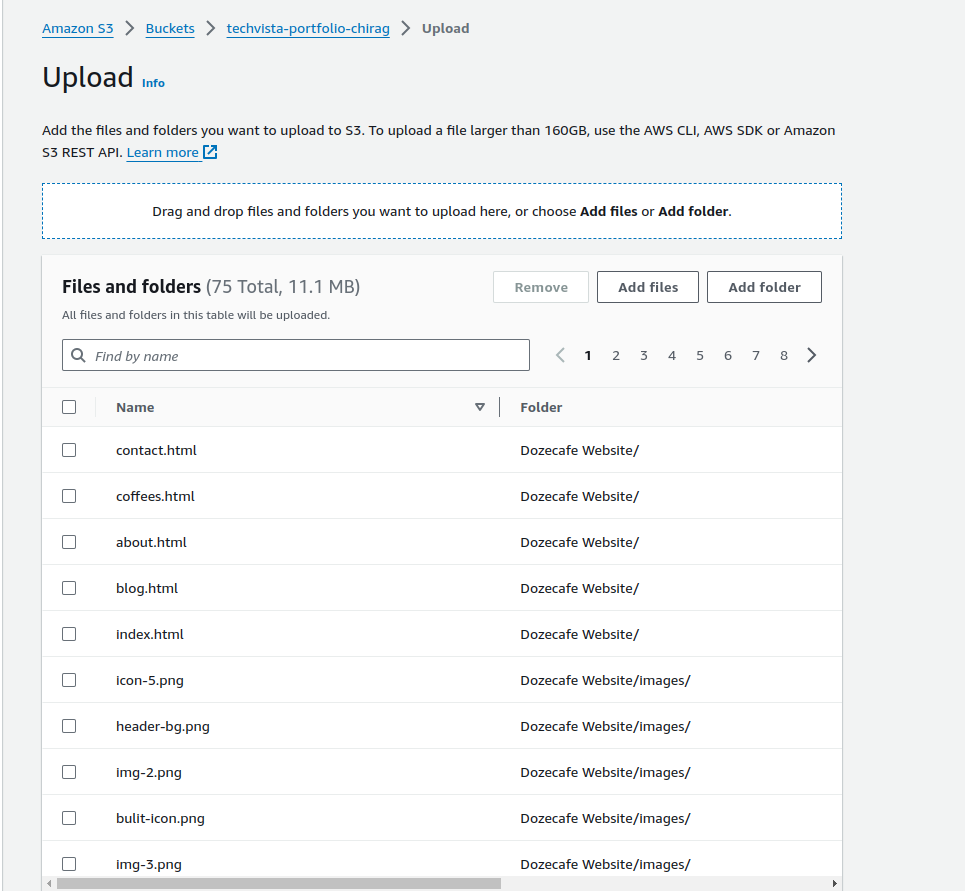 Amazon S3 > Buckets > techvista-portfolio-chirag > Upload
Upload Info
Add the files and folders you want to upload to S3. To upload a file larger than 160GB, use the AWS CLI, AWS SDK or Amazon
S3 REST API. Learn more
Drag and drop files and folders you want to upload here, or choose Add files or Add folder.
Files and folders (75 Total, 11.1 MB) Remove Add files Add folder
All files and folders in this table will be uploaded.
Find by name < 1 2 3 4 5 6 7 8 >
Name Folder
contact.html Dozecafe Website/
coffees.html Dozecafe Website/
about.html Dozecafe Website/
blog.html Dozecafe Website/
index.html Dozecafe Website/
icon-5.png Dozecafe Website/images/
header-bg.png Dozecafe Website/images/
img-2.png Dozecafe Website/images/
bulit-icon.png Dozecafe Website/images/
img-3.png Dozecafe Website/images/